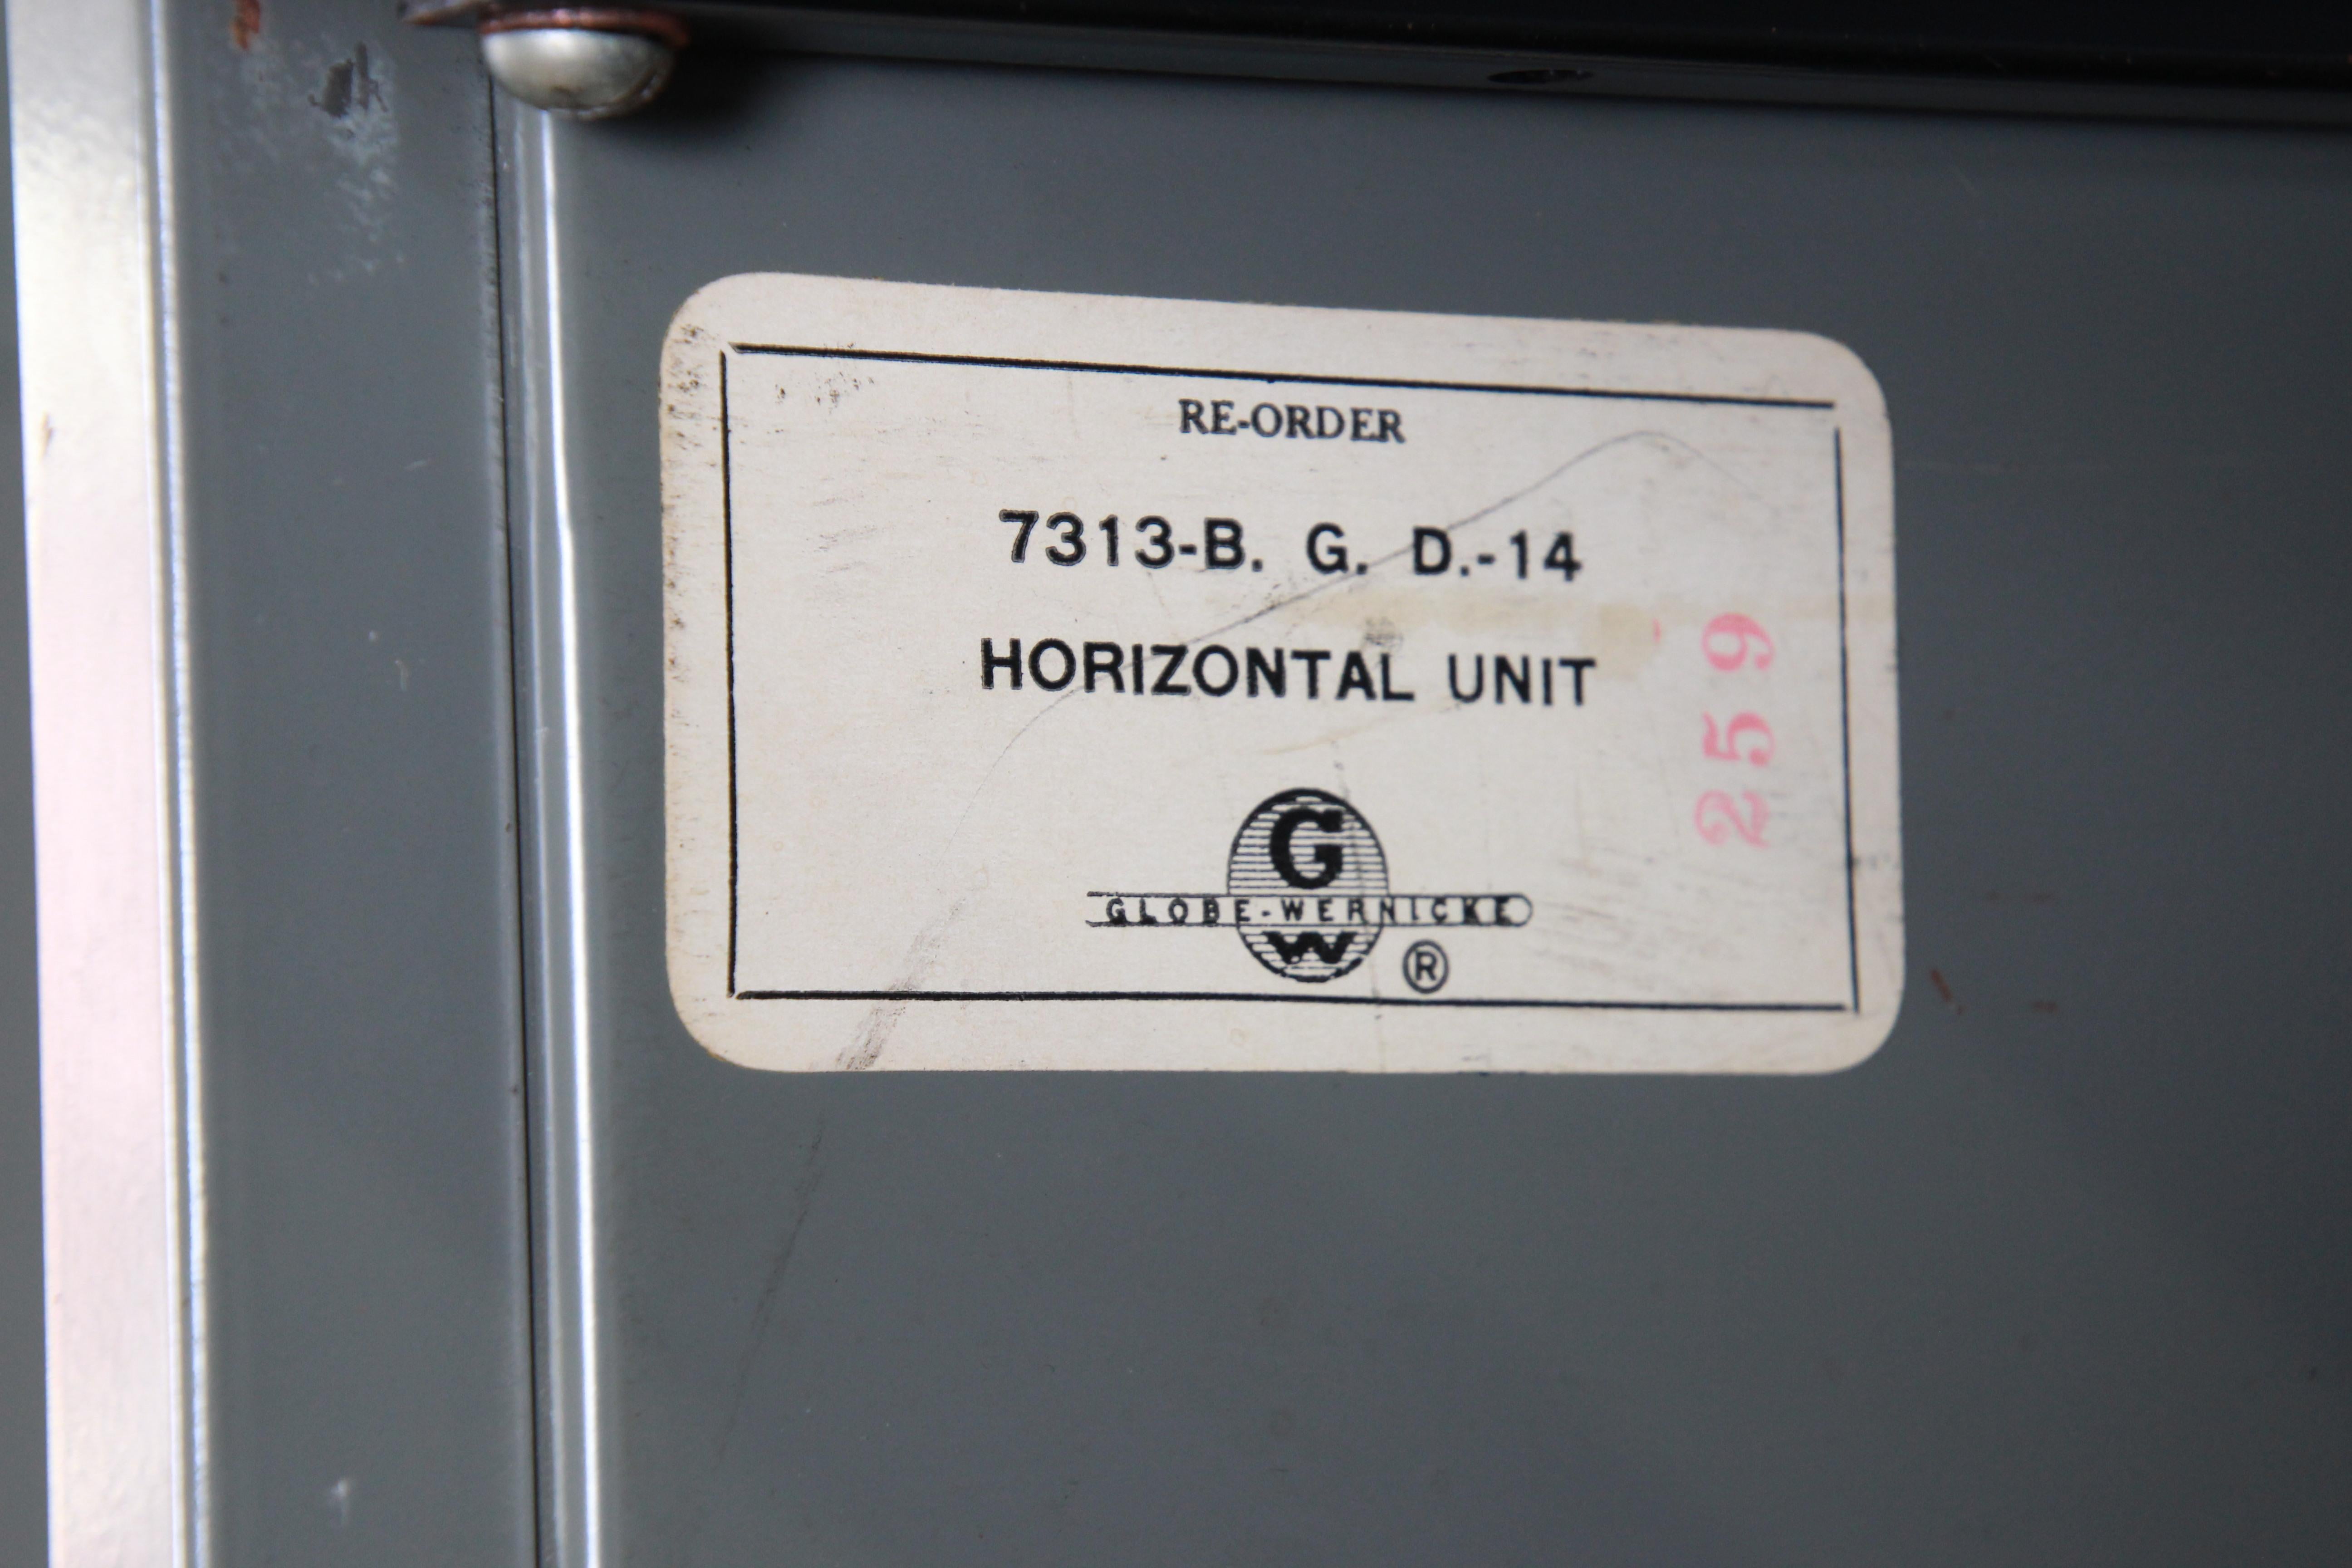 RE-ORDER
7313-B. G. D.-14
HORIZONTAL UNIT
259
G
GLOBE-WERNICKE
W ®